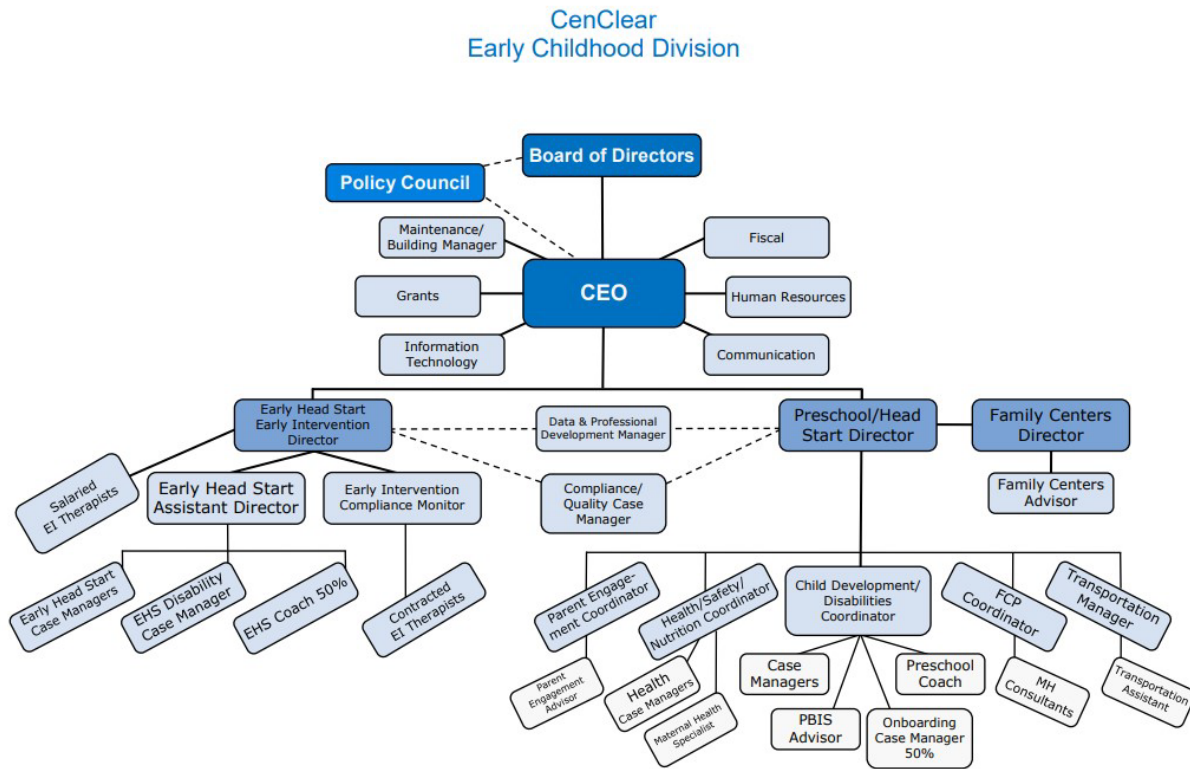 CenClear
Early Childhood Division
Board of Directors
Policy Council
Maintenance/
Building Manager
Fiscal
Grants
CEO
Human Resources
Information
Technology
Communication
Early Head Start
Early Intervention
Director
Data & Professional
Development Manager
Preschool/Head
Start Director
Family Centers
Director
Salaried
EI Therapists
Early Head Start
Assistant Director
Early Intervention
Compliance Monitor
Compliance/
Quality Case
Manager
Family Centers
Advisor
Early Head Start
Case Managers
EHS Disability
Case Manager
EHS Coach 50%
Contracted
EI Therapists
Parent Engage-
ment Coordinator
Health/Safety/
Nutrition Coordinator
Child Development/
Disabilities
Coordinator
FCP
Coordinator
Transportation
Manager
Parent
Engagement
Advisor
Health
Case Managers
Maternal Health
Specialist
Case
Managers
PBIS
Advisor
Preschool
Coach
Onboarding
Case Manager
50%
MH
Consultants
Transportation
Assistant